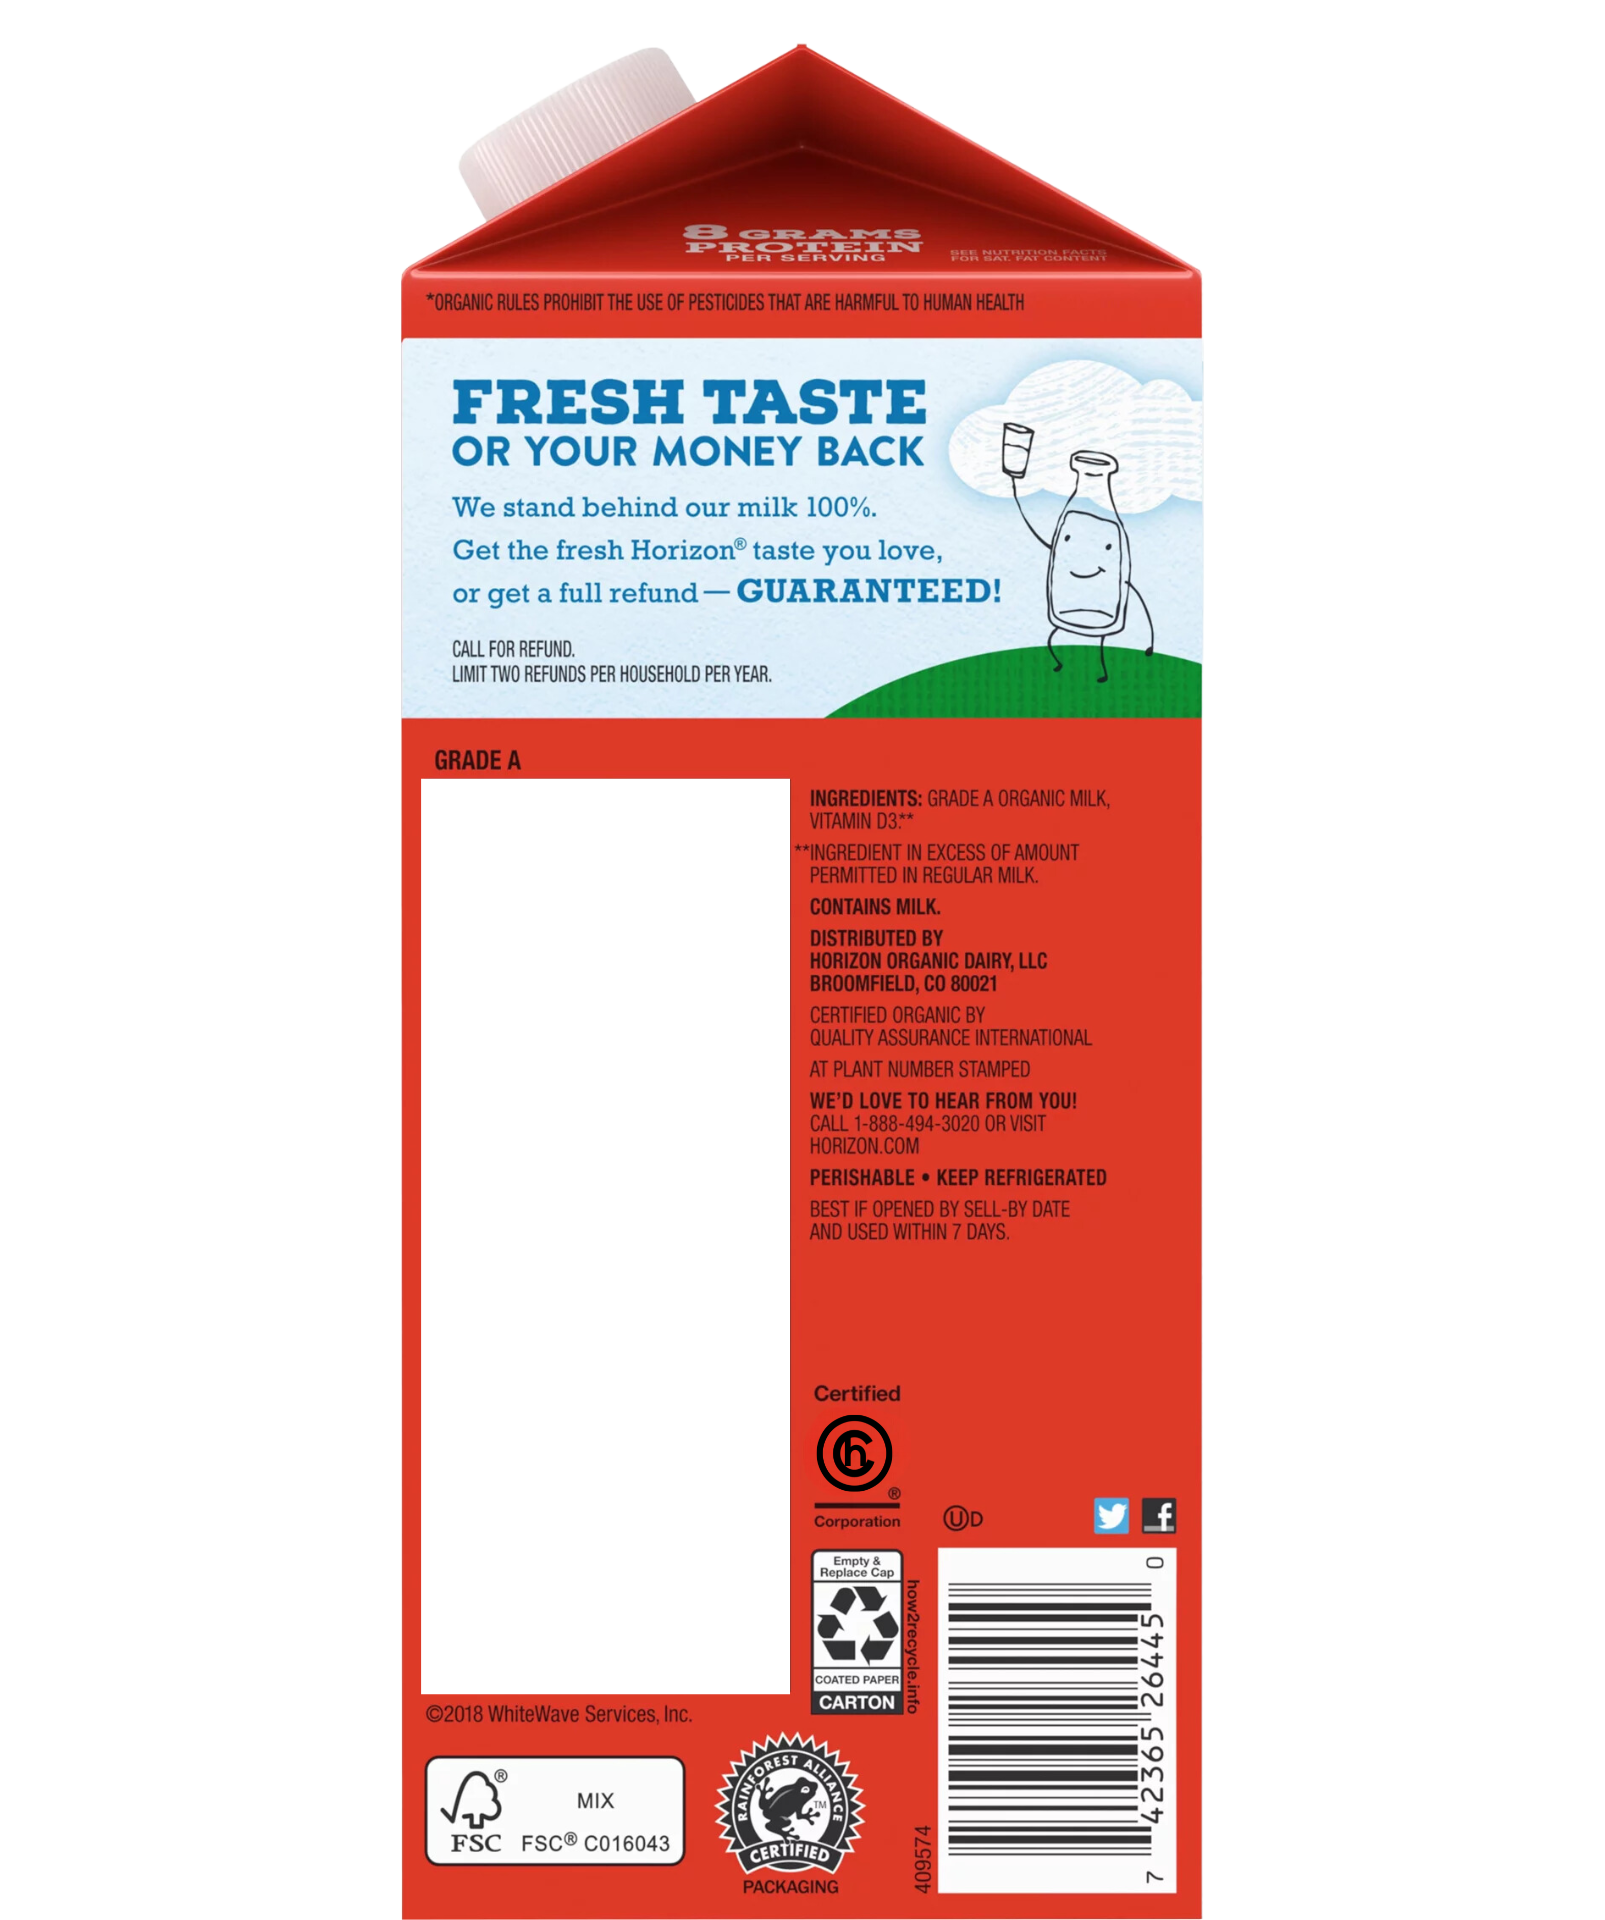 8 GRAMS
PROTEIN
PER SERVING
SEE NUTRITION FACTS
FOR SAT. FAT CONTENT
*ORGANIC RULES PROHIBIT THE USE OF PESTICIDES THAT ARE HARMFUL TO HUMAN HEALTH
FRESH TASTE
OR YOUR MONEY BACK
We stand behind our milk 100%.
Get the fresh Horizon® taste you love,
or get a full refund — GUARANTEED!
CALL FOR REFUND.
LIMIT TWO REFUNDS PER HOUSEHOLD PER YEAR.
GRADE A
INGREDIENTS: GRADE A ORGANIC MILK,
VITAMIN D3.**
**INGREDIENT IN EXCESS OF AMOUNT
PERMITTED IN REGULAR MILK.
CONTAINS MILK.
DISTRIBUTED BY
HORIZON ORGANIC DAIRY, LLC
BROOMFIELD, CO 80021
CERTIFIED ORGANIC BY
QUALITY ASSURANCE INTERNATIONAL
AT PLANT NUMBER STAMPED
WE'D LOVE TO HEAR FROM YOU!
CALL 1-888-494-3020 OR VISIT
HORIZON.COM
PERISHABLE • KEEP REFRIGERATED
BEST IF OPENED BY SELL-BY DATE
AND USED WITHIN 7 DAYS.
Certified
Ch
®
Corporation
UD
f
Empty &
Replace Cap
COATED PAPER
CARTON
how2recycle.info
©2018 WhiteWave Services, Inc.
®
FSC
MIX
FSC® C016043
RAINFOREST ALLIANCE
TM
CERTIFIED
PACKAGING
409574
7 42365 26445 0